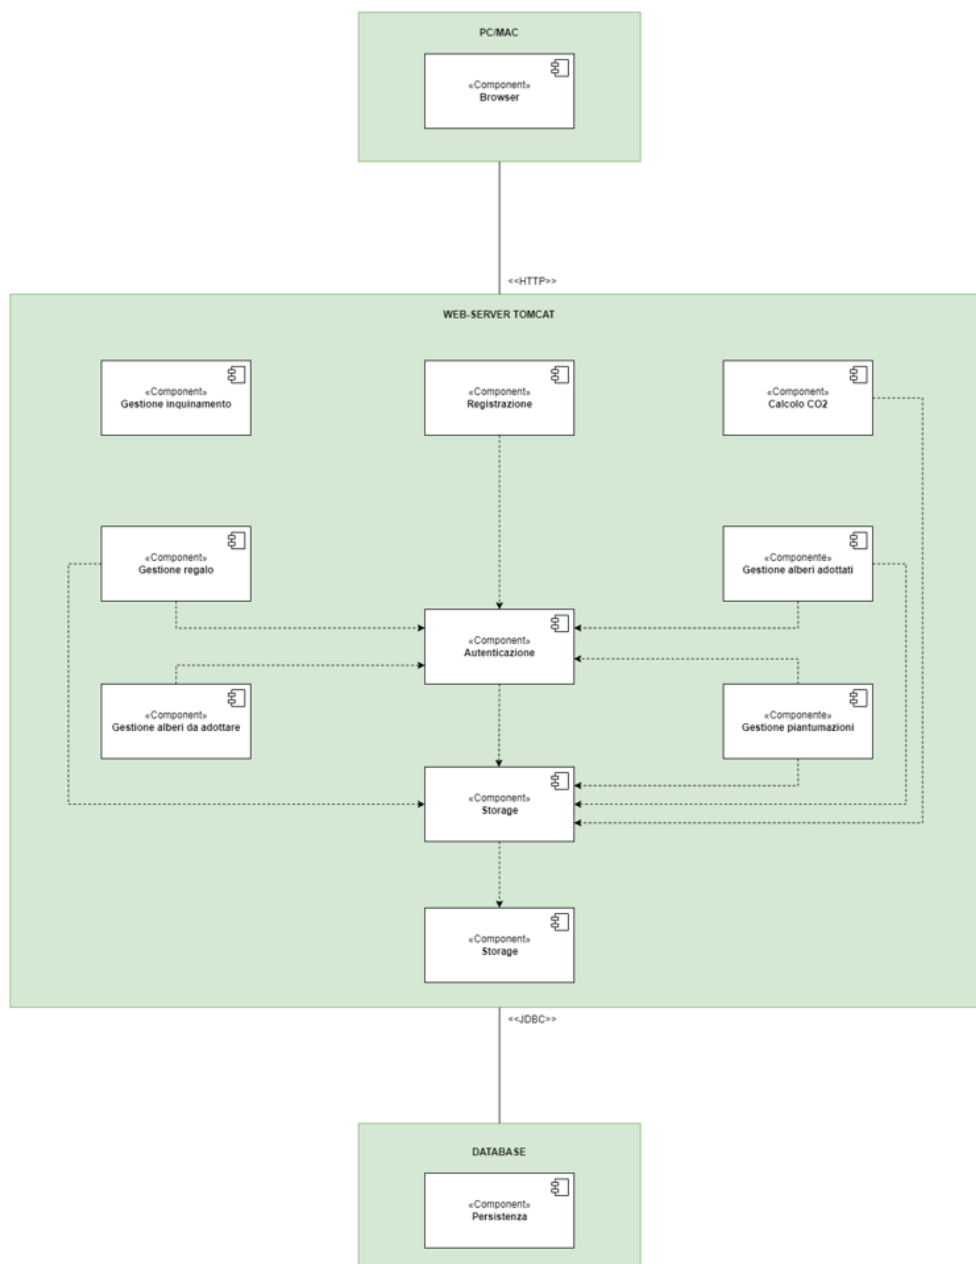 PC/MAC
«Component»
Browser
<<HTTP>>
WEB-SERVER TOMCAT
«Component»
Gestione inquinamento
«Component»
Registrazione
«Component»
Calcolo CO2
«Component»
Gestione regalo
«Componente»
Gestione alberi adottati
«Component»
Autenticazione
«Component»
Gestione alberi da adottare
«Componente»
Gestione piantumazioni
«Component»
Storage
«Component»
Storage
<<JDBC>>
DATABASE
«Component»
Persistenza